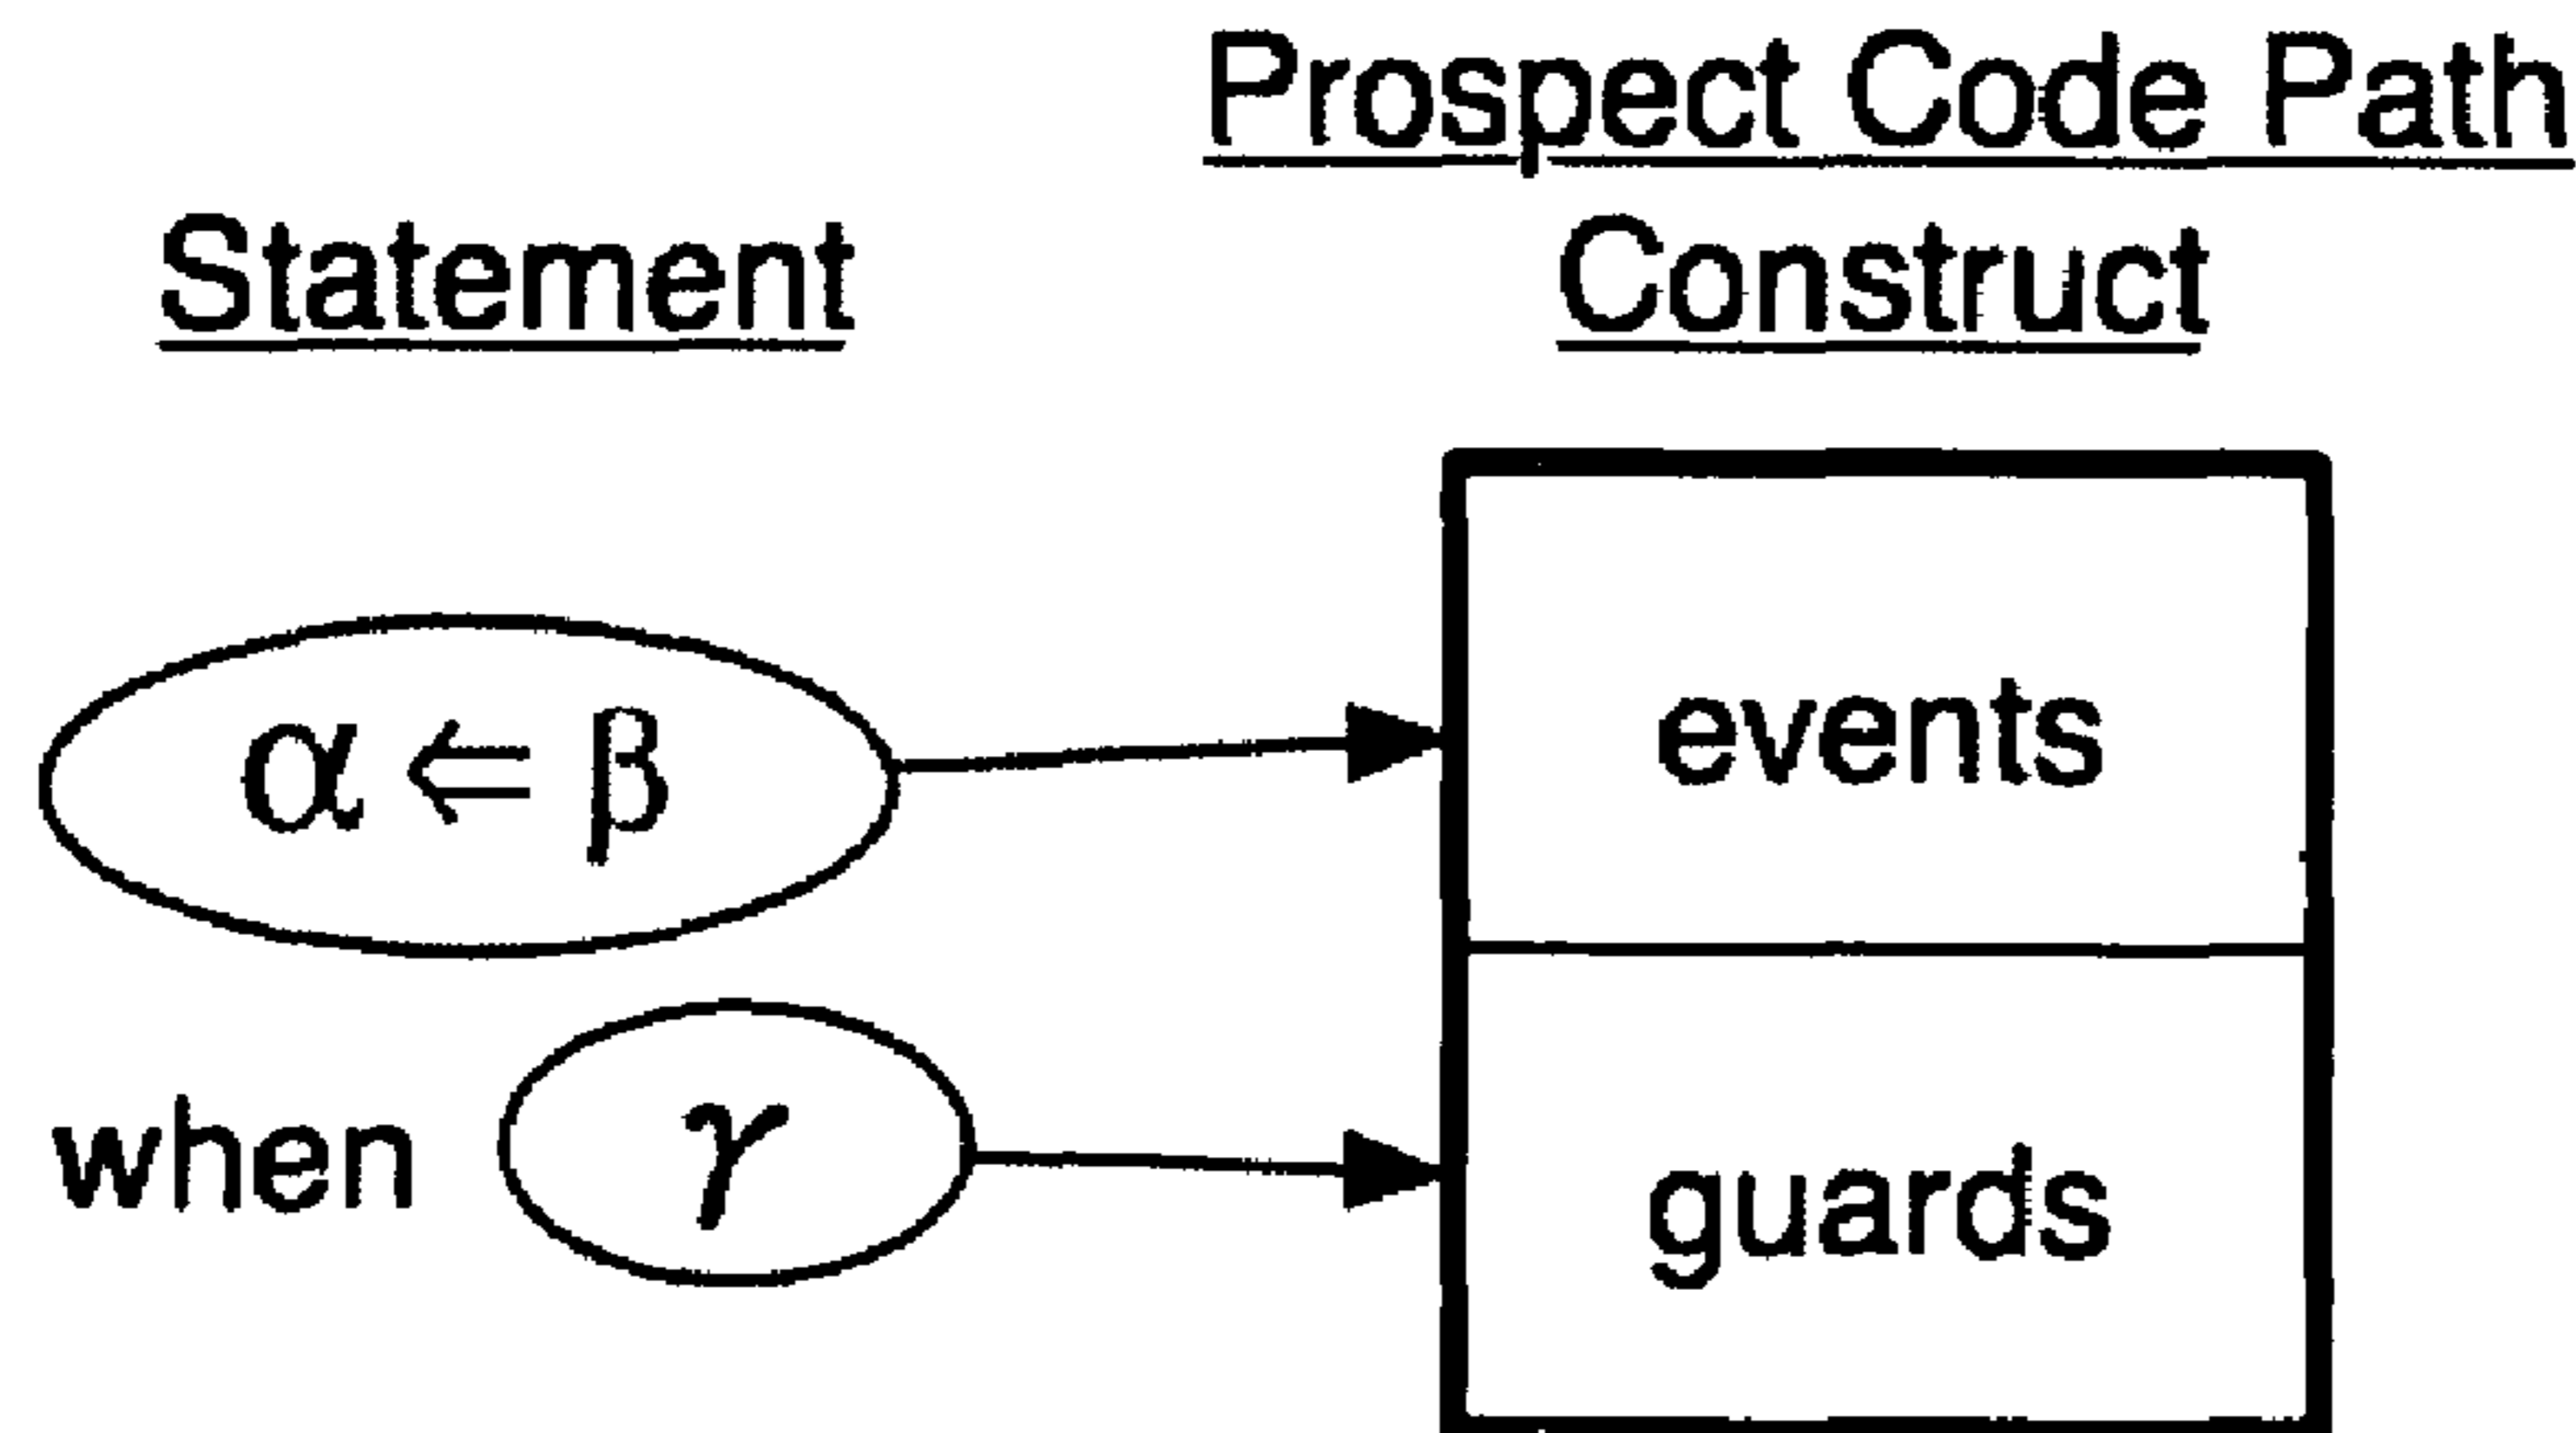 Prospect Code Path
Statement
Construct
α ⇐ β
events
when γ
guards